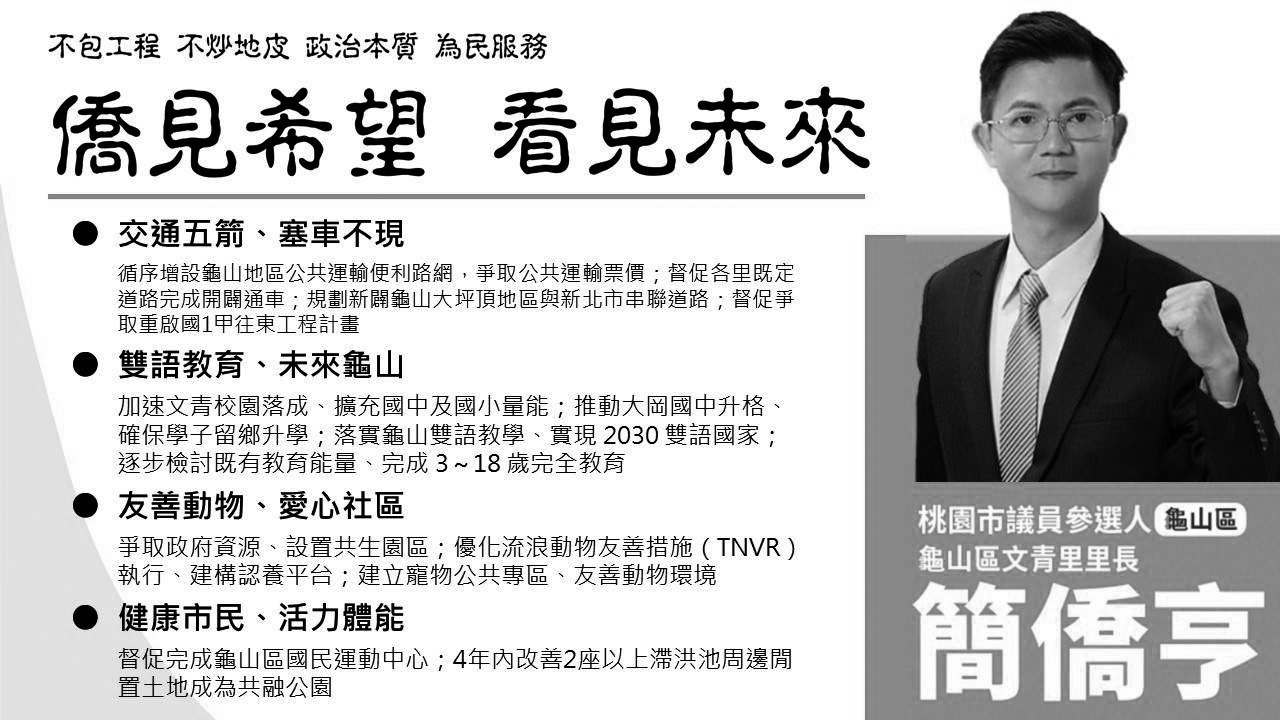 不包工程 不炒地皮 政治本質 為民服務
僑見希望 看見未來
● 交通五箭、塞車不現
循序增設龜山地區公共運輸便利路網，爭取公共運輸票價；督促各里既定
道路完成開闢通車；規劃新闢龜山大坪頂地區與新北市串聯道路；督促爭
取重啟國1甲往東工程計畫
● 雙語教育、未來龜山
加速文青校園落成、擴充國中及國小量能；推動大岡國中升格、
確保學子留鄉升學；落實龜山雙語教學、實現 2030 雙語國家；
逐步檢討既有教育能量、完成 3～18 歲完全教育
● 友善動物、愛心社區
爭取政府資源、設置共生園區；優化流浪動物友善措施（TNVR）
執行、建構認養平台；建立寵物公共專區、友善動物環境
● 健康市民、活力體能
督促完成龜山區國民運動中心；4年內改善2座以上滯洪池周邊閒
置土地成為共融公園
桃園市議員參選人 龜山區
龜山區文青里里長
簡僑亨